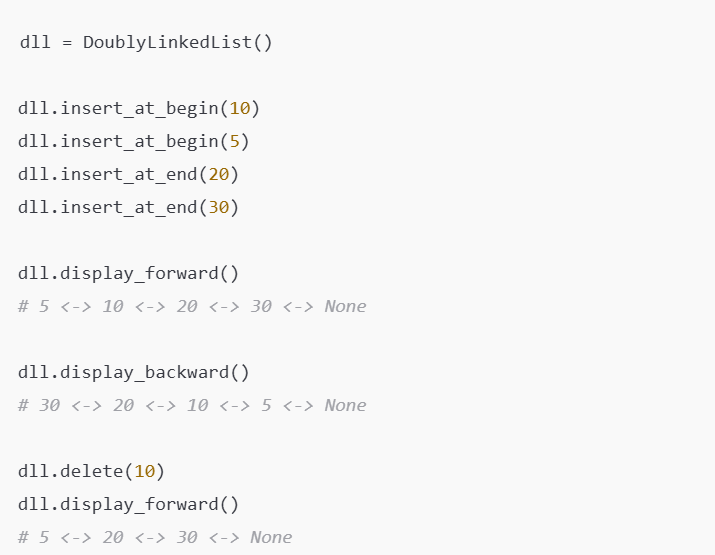 dll = DoublyLinkedList()
dll.insert_at_begin(10)
dll.insert_at_begin(5)
dll.insert_at_end(20)
dll.insert_at_end(30)
dll.display_forward()
# 5 <-> 10 <-> 20 <-> 30 <-> None
dll.display_backward()
# 30 <-> 20 <-> 10 <-> 5 <-> None
dll.delete(10)
dll.display_forward()
# 5 <-> 20 <-> 30 <-> None